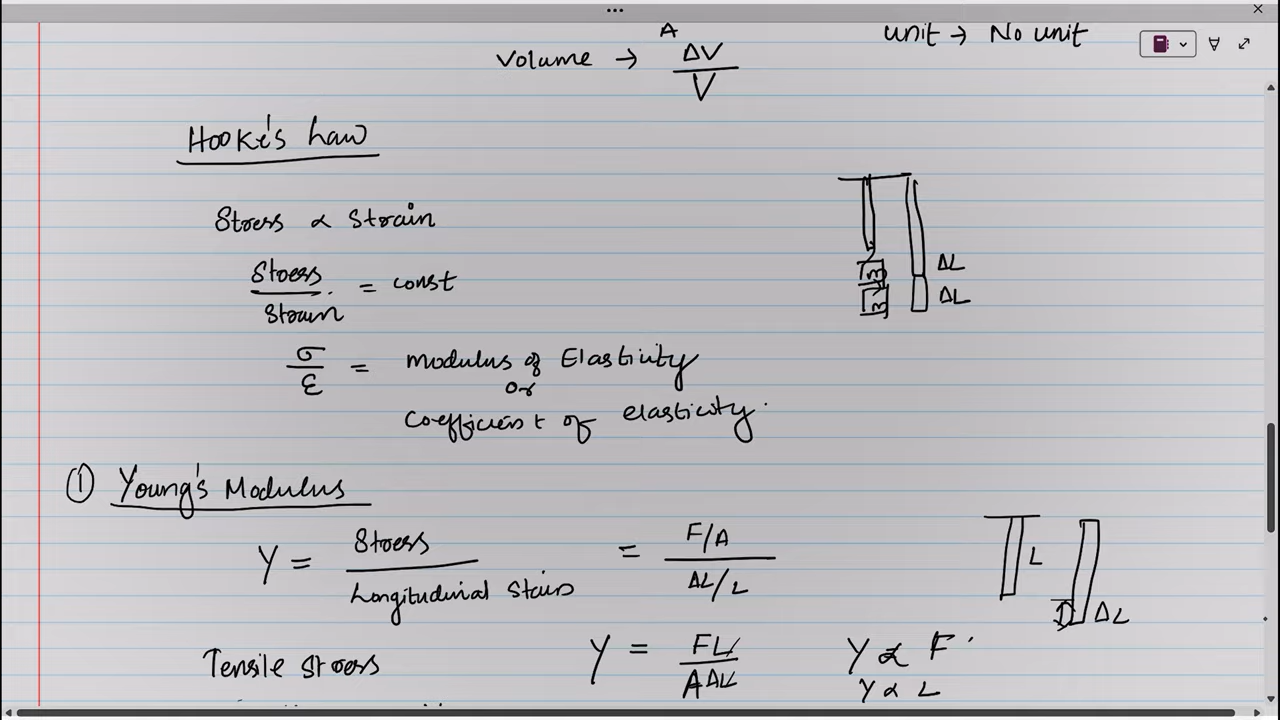 A
Volume → ΔV/V
unit → No unit
Hooke's Law
Stress ∝ Strain
Stress/Strain = const
σ/ε = modulus of Elasticity
or
Coefficient of elasticity.
m
m
ΔL
ΔL
① Young's Modulus
Y = Stress/Longitudinal Stain = F/A / ΔL/L
L
ΔL
Tensile Stress
Y = FL/AΔL
Y ∝ F
Y ∝ L